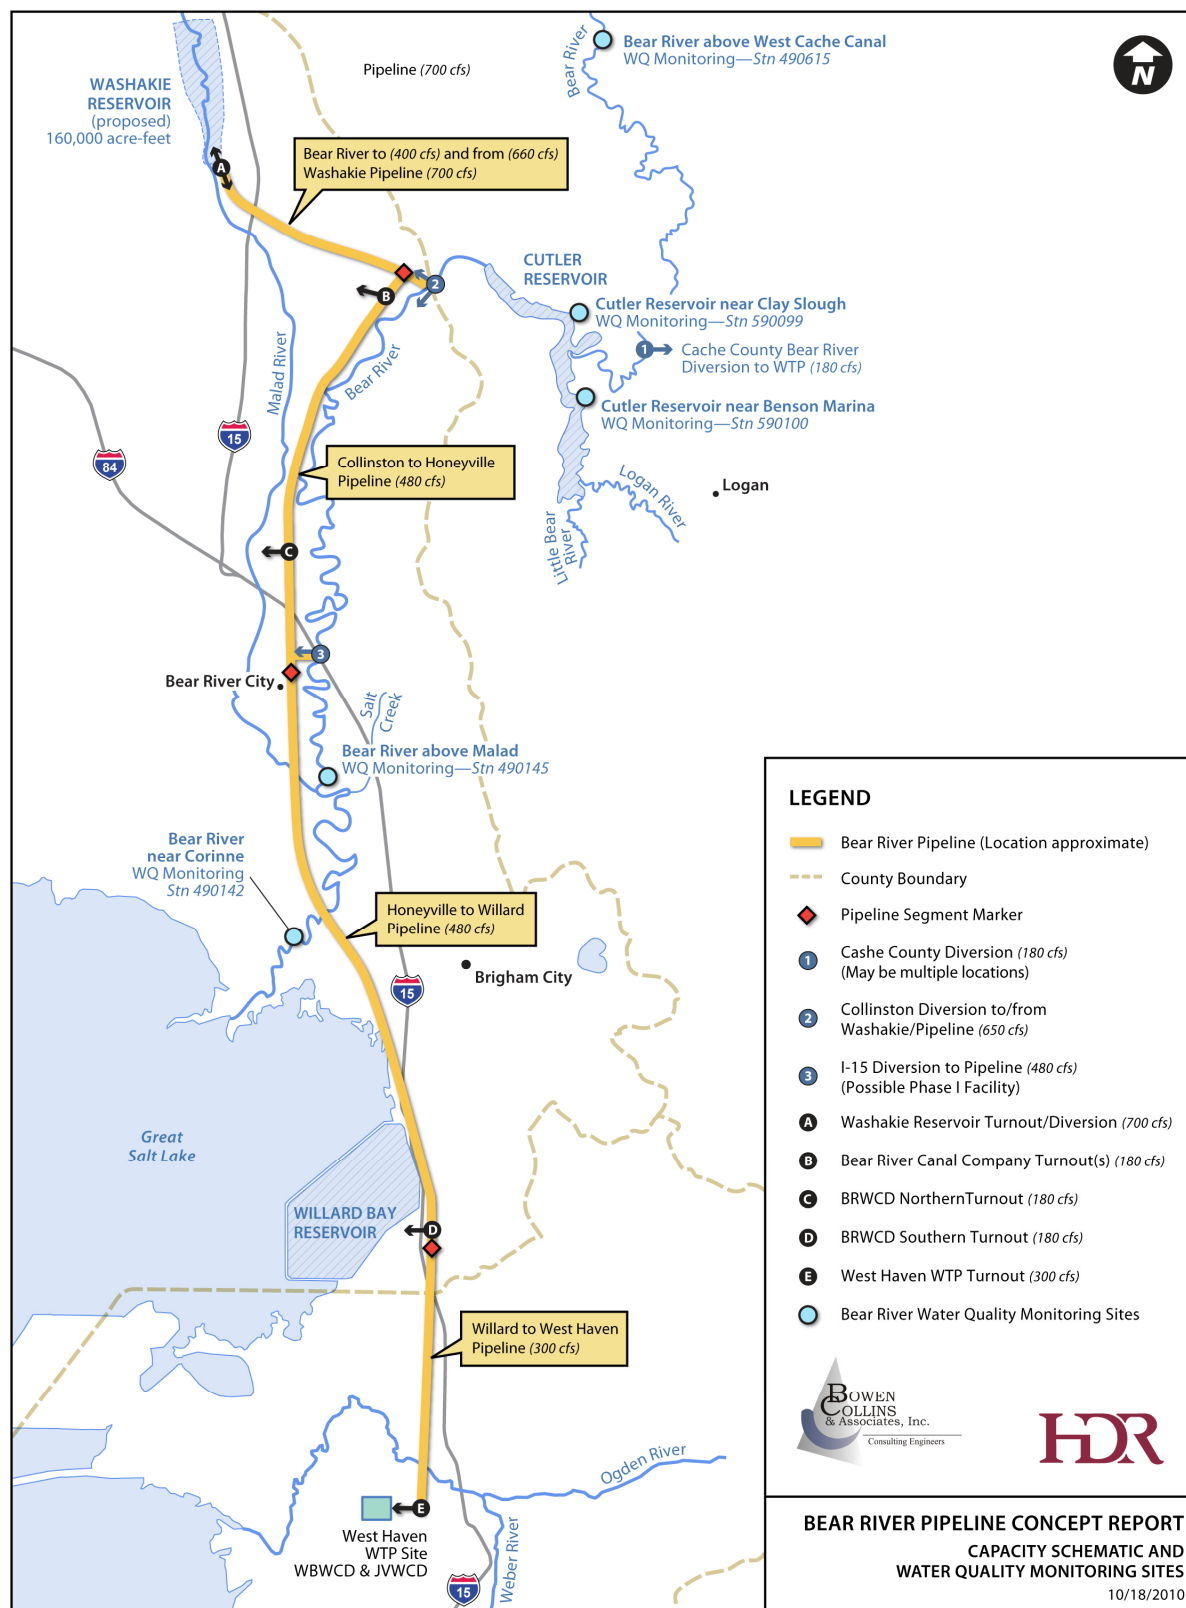 Pipeline (700 cfs)
Bear River
Bear River above West Cache Canal
WQ Monitoring—Stn 490615
N
WASHAKIE
RESERVOIR
(proposed)
160,000 acre-feet
A
Bear River to (400 cfs) and from (660 cfs)
Washakie Pipeline (700 cfs)
CUTLER
RESERVOIR
2
B
Cutler Reservoir near Clay Slough
WQ Monitoring—Stn 590099
1
Cache County Bear River
Diversion to WTP (180 cfs)
Malad River
Bear River
Cutler Reservoir near Benson Marina
WQ Monitoring—Stn 590100
15
84
Collinston to Honeyville
Pipeline (480 cfs)
Logan River
Logan
Little Bear
River
C
3
Bear River City
Salt
Creek
Bear River above Malad
WQ Monitoring—Stn 490145
Bear River
near Corinne
WQ Monitoring
Stn 490142
Honeyville to Willard
Pipeline (480 cfs)
Brigham City
15
Great
Salt Lake
WILLARD BAY
RESERVOIR
D
Willard to West Haven
Pipeline (300 cfs)
Ogden River
E
West Haven
WTP Site
WBWCD & JVWCD
Weber River
15
LEGEND
Bear River Pipeline (Location approximate)
County Boundary
Pipeline Segment Marker
1 Cashe County Diversion (180 cfs)
(May be multiple locations)
2 Collinston Diversion to/from
Washakie/Pipeline (650 cfs)
3 I-15 Diversion to Pipeline (480 cfs)
(Possible Phase I Facility)
A Washakie Reservoir Turnout/Diversion (700 cfs)
B Bear River Canal Company Turnout(s) (180 cfs)
C BRWCD NorthernTurnout (180 cfs)
D BRWCD Southern Turnout (180 cfs)
E West Haven WTP Turnout (300 cfs)
Bear River Water Quality Monitoring Sites
BOWEN
COLLINS
& Associates, Inc.
Consulting Engineers
HDR
BEAR RIVER PIPELINE CONCEPT REPORT
CAPACITY SCHEMATIC AND
WATER QUALITY MONITORING SITES
10/18/2010